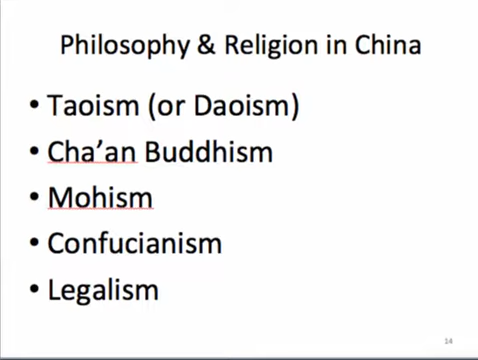 Philosophy & Religion in China
• Taoism (or Daoism)
• Cha’an Buddhism
• Mohism
• Confucianism
• Legalism
14